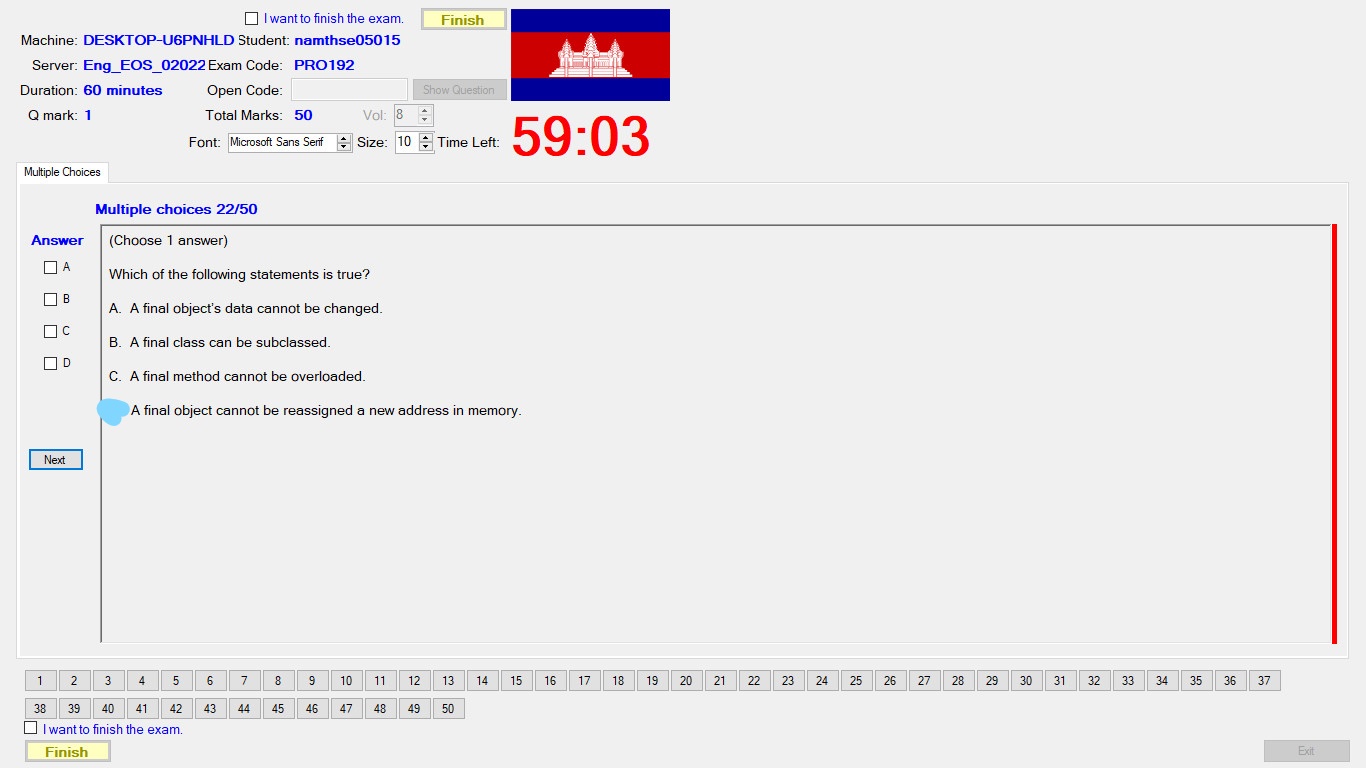 I want to finish the exam. Finish
Machine: DESKTOP-U6PNHLD Student: namthse05015
Server: Eng_EOS_02022 Exam Code: PRO192
Duration: 60 minutes Open Code: Show Question
Q mark: 1 Total Marks: 50 Vol: 8
Font: Microsoft Sans Serif Size: 10 Time Left: 59:03
Multiple Choices
Multiple choices 22/50
Answer
(Choose 1 answer)
A
Which of the following statements is true?
B
A. A final object's data cannot be changed.
C
B. A final class can be subclassed.
D
C. A final method cannot be overloaded.
A final object cannot be reassigned a new address in memory.
Next
1 2 3 4 5 6 7 8 9 10 11 12 13 14 15 16 17 18 19 20 21 22 23 24 25 26 27 28 29 30 31 32 33 34 35 36 37
38 39 40 41 42 43 44 45 46 47 48 49 50
I want to finish the exam.
Finish Exit